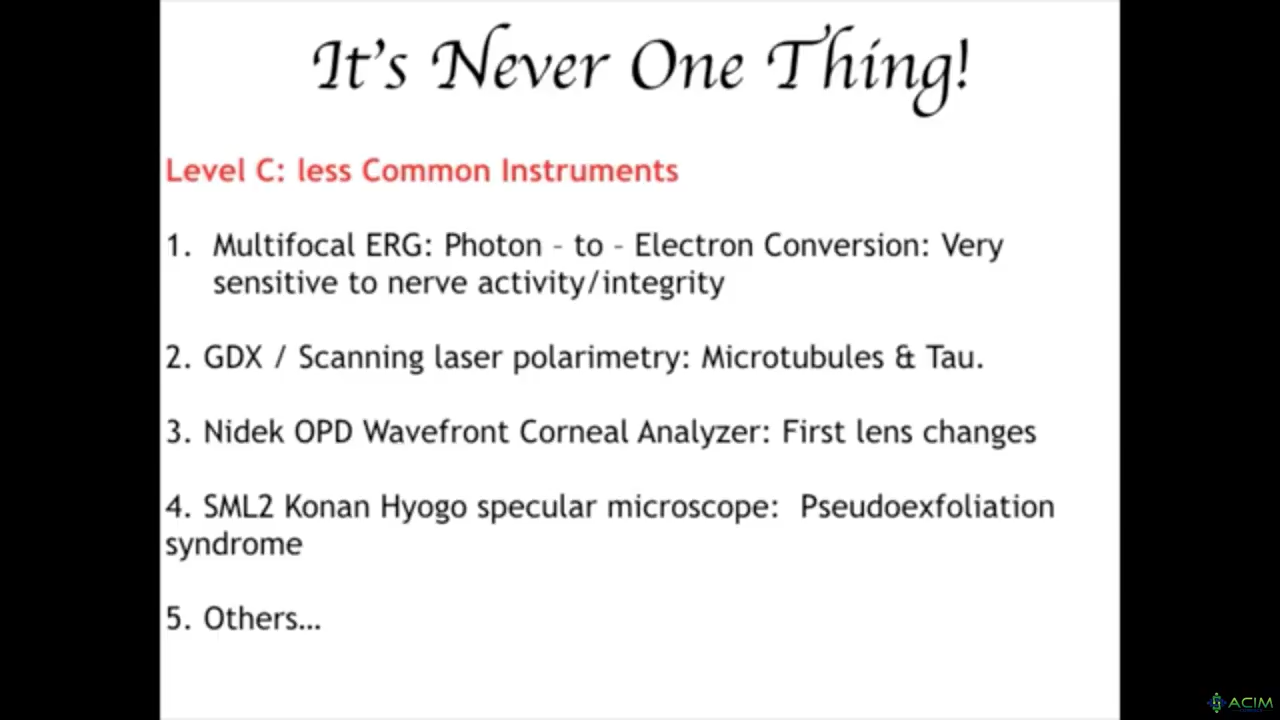 It's Never One Thing!
Level C: less Common Instruments
1. Multifocal ERG: Photon - to - Electron Conversion: Very
sensitive to nerve activity/integrity
2. GDX / Scanning laser polarimetry: Microtubules & Tau.
3. Nidek OPD Wavefront Corneal Analyzer: First lens changes
4. SML2 Konan Hyogo specular microscope: Pseudoexfoliation
syndrome
5. Others...
ACIM